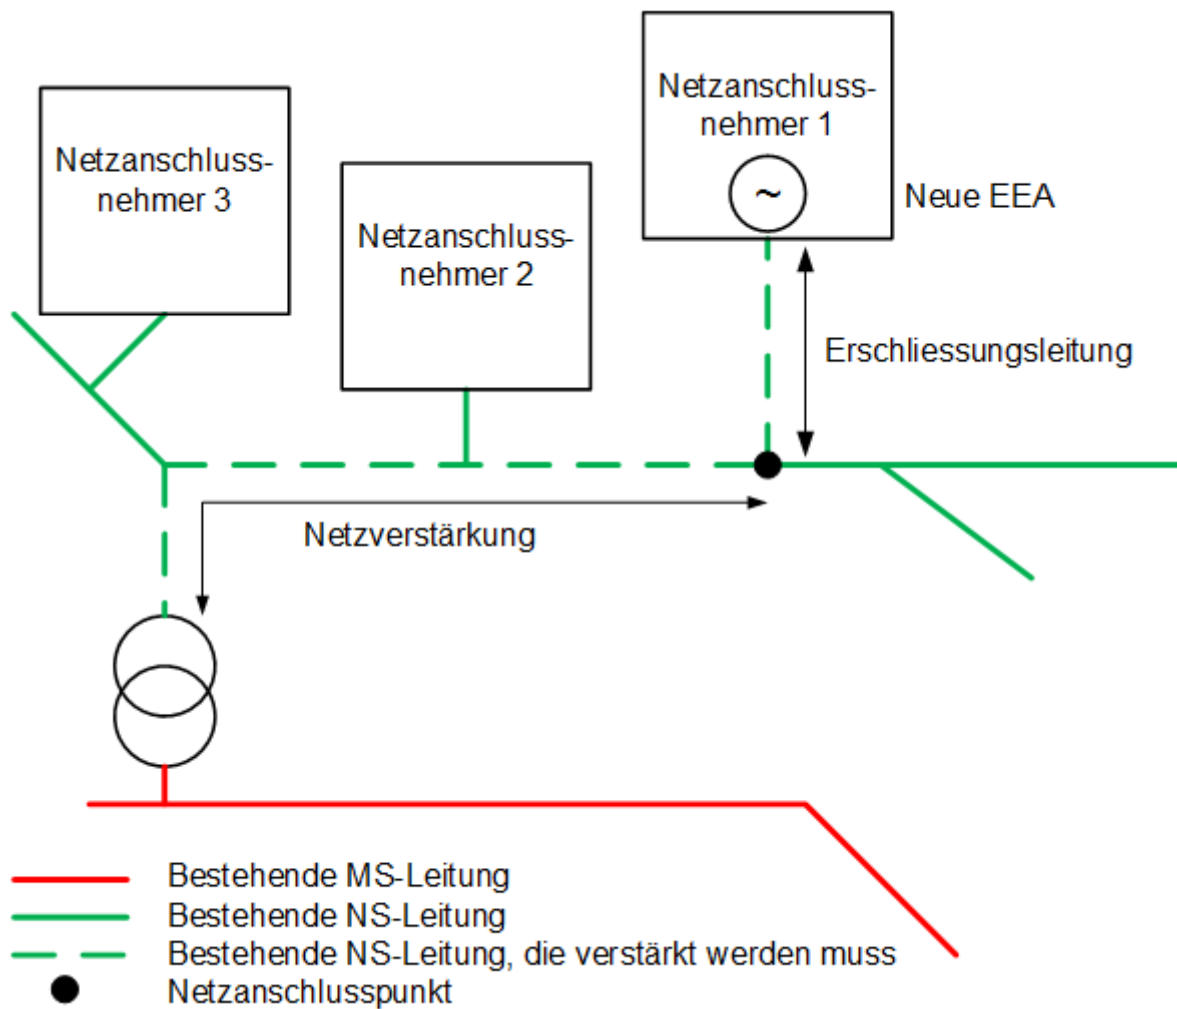 Netzanschluss-
nehmer 1
~
Neue EEA
Netzanschluss-
nehmer 3
Netzanschluss-
nehmer 2
Erschliessungsleitung
Netzverstärkung
Bestehende MS-Leitung
Bestehende NS-Leitung
Bestehende NS-Leitung, die verstärkt werden muss
Netzanschlusspunkt